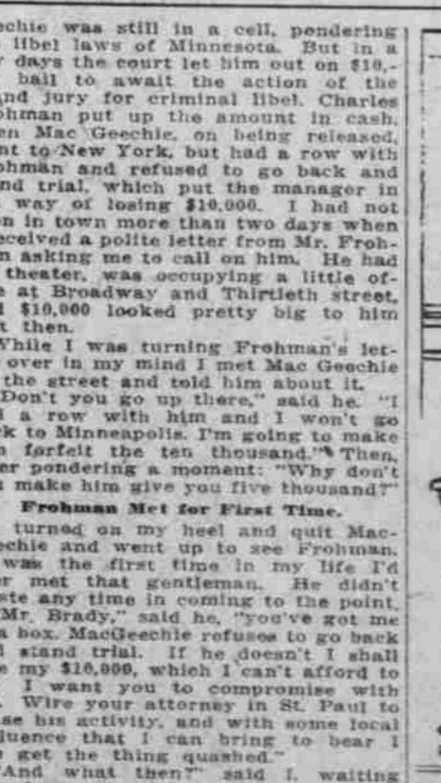 echie was still in a cell, pondering
libel laws of Minnesota. But in a
days the court let him out on $10,-
bail to await the action of the
nd jury for criminal libel. Charles
ohman put up the amount in cash.
en Mac Geechie, on being released,
nt to New York, but had a row with
ohman and refused to go back and
nd trial, which put the manager in
way of losing $10,000. I had not
en in town more than two days when
eceived a polite letter from Mr. Froh-
n asking me to call on him. He had
theater, was occupying a little of-
e at Broadway and Thirtieth street,
d $10,000 looked pretty big to him
t then.
While I was turning Frohman's let-
over in my mind I met Mac Geechie
the street and told him about it.
Don't you go up there," said he. "I
d a row with him and I won't go
ck to Minneapolis. I'm going to make
n forfeit the ten thousand." Then,
er pondering a moment: "Why don't
t make him give you five thousand?"
Frohman Met for First Time.
turned on my heel and quit Mac-
echie and went up to see Frohman.
was the first time in my life I'd
er met that gentleman. He didn't
ste any time in coming to the point.
Mr. Brady," said he, "you've got me
a box. MacGeechie refuses to go back
d stand trial. If he doesn't I shall
e my $10,000, which I can't afford to
I want you to compromise with
. Wire your attorney in St. Paul to
se his activity, and with some local
luence that I can bring to bear I
get the thing quashed."
"And what then?" said I, waiting